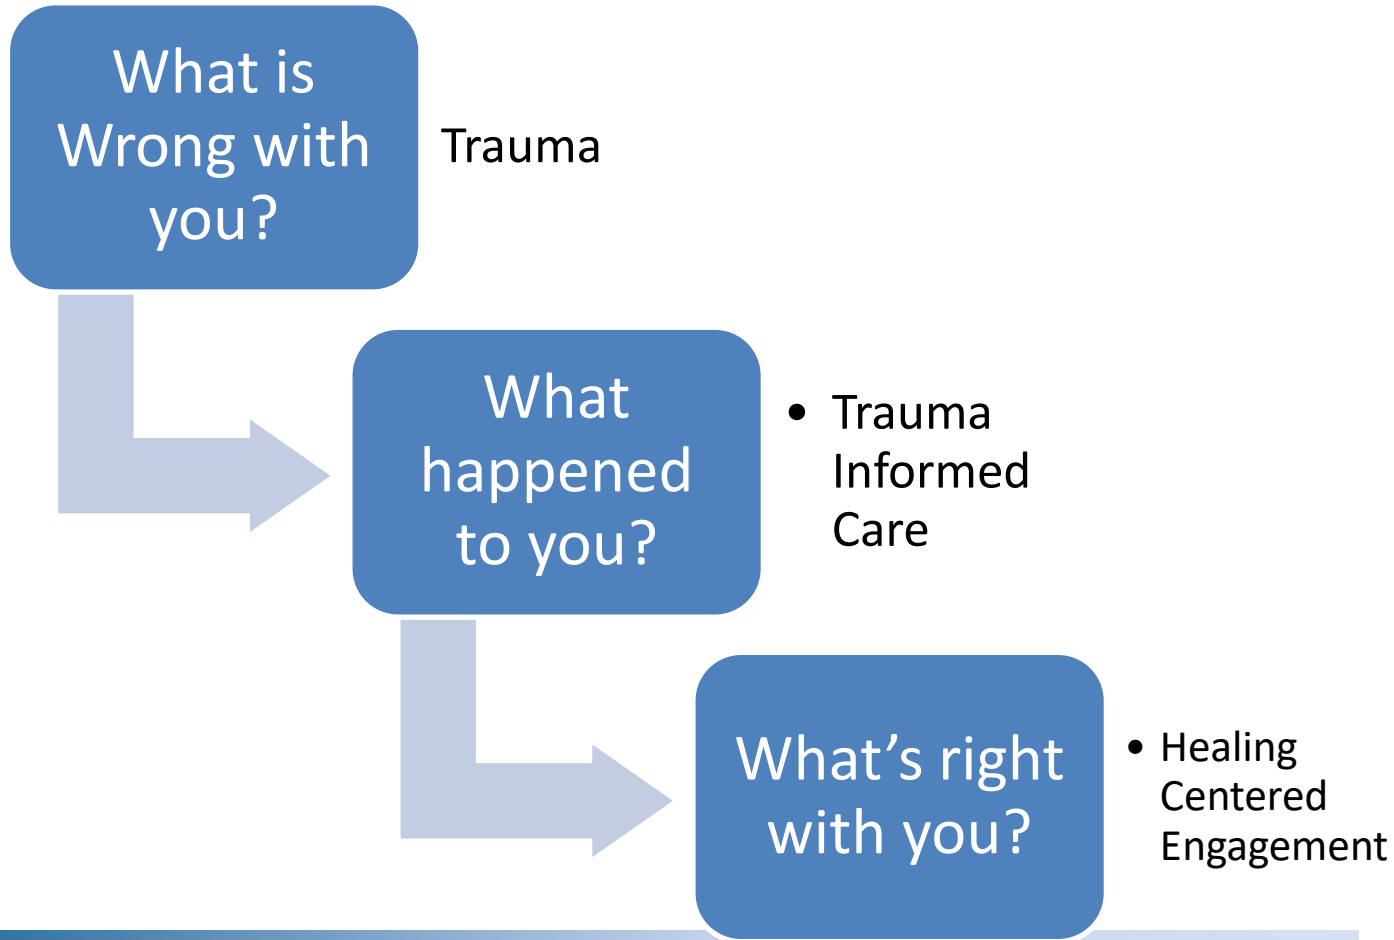 What is
Wrong with
you?
Trauma
What
happened
to you?
• Trauma
Informed
Care
What’s right
with you?
• Healing
Centered
Engagement